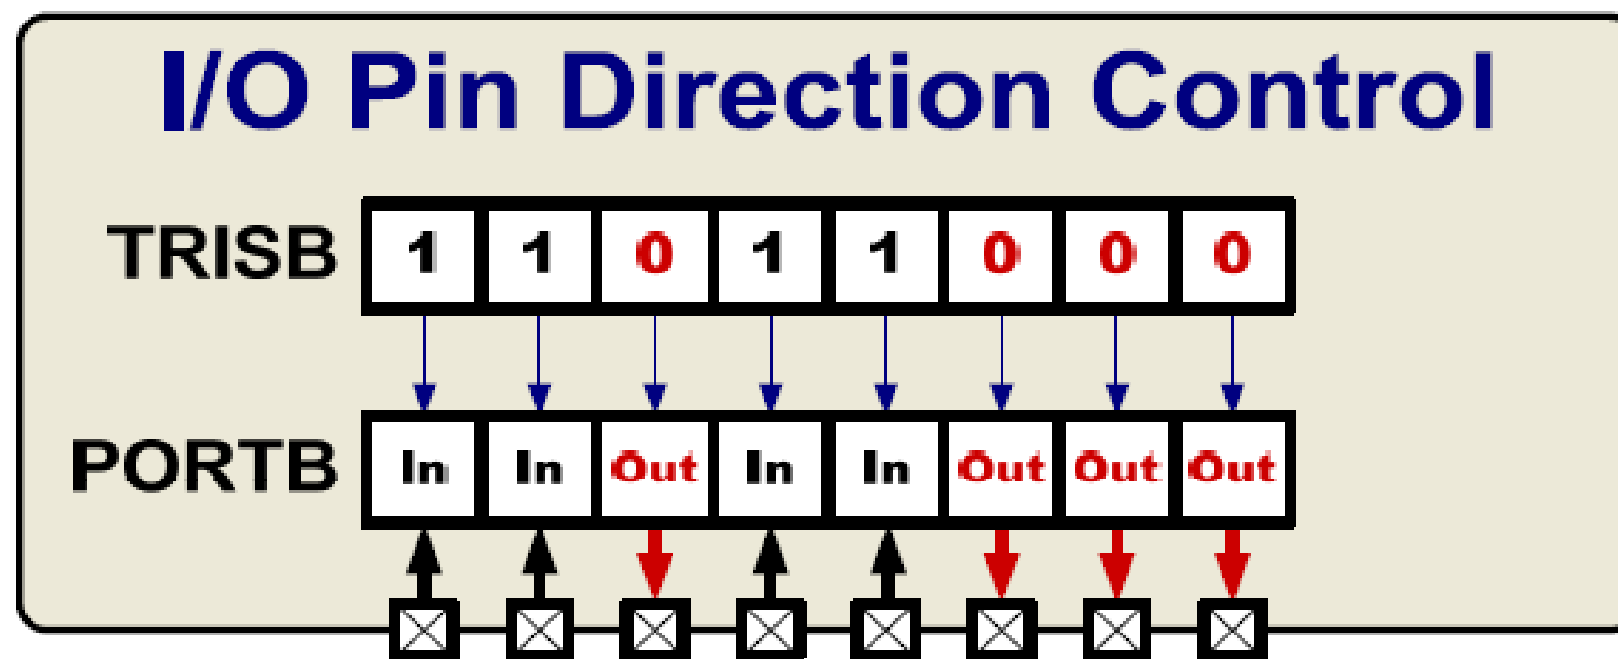 I/O Pin Direction Control
TRISB 1 1 0 1 1 0 0 0
PORTB In In Out In In Out Out Out